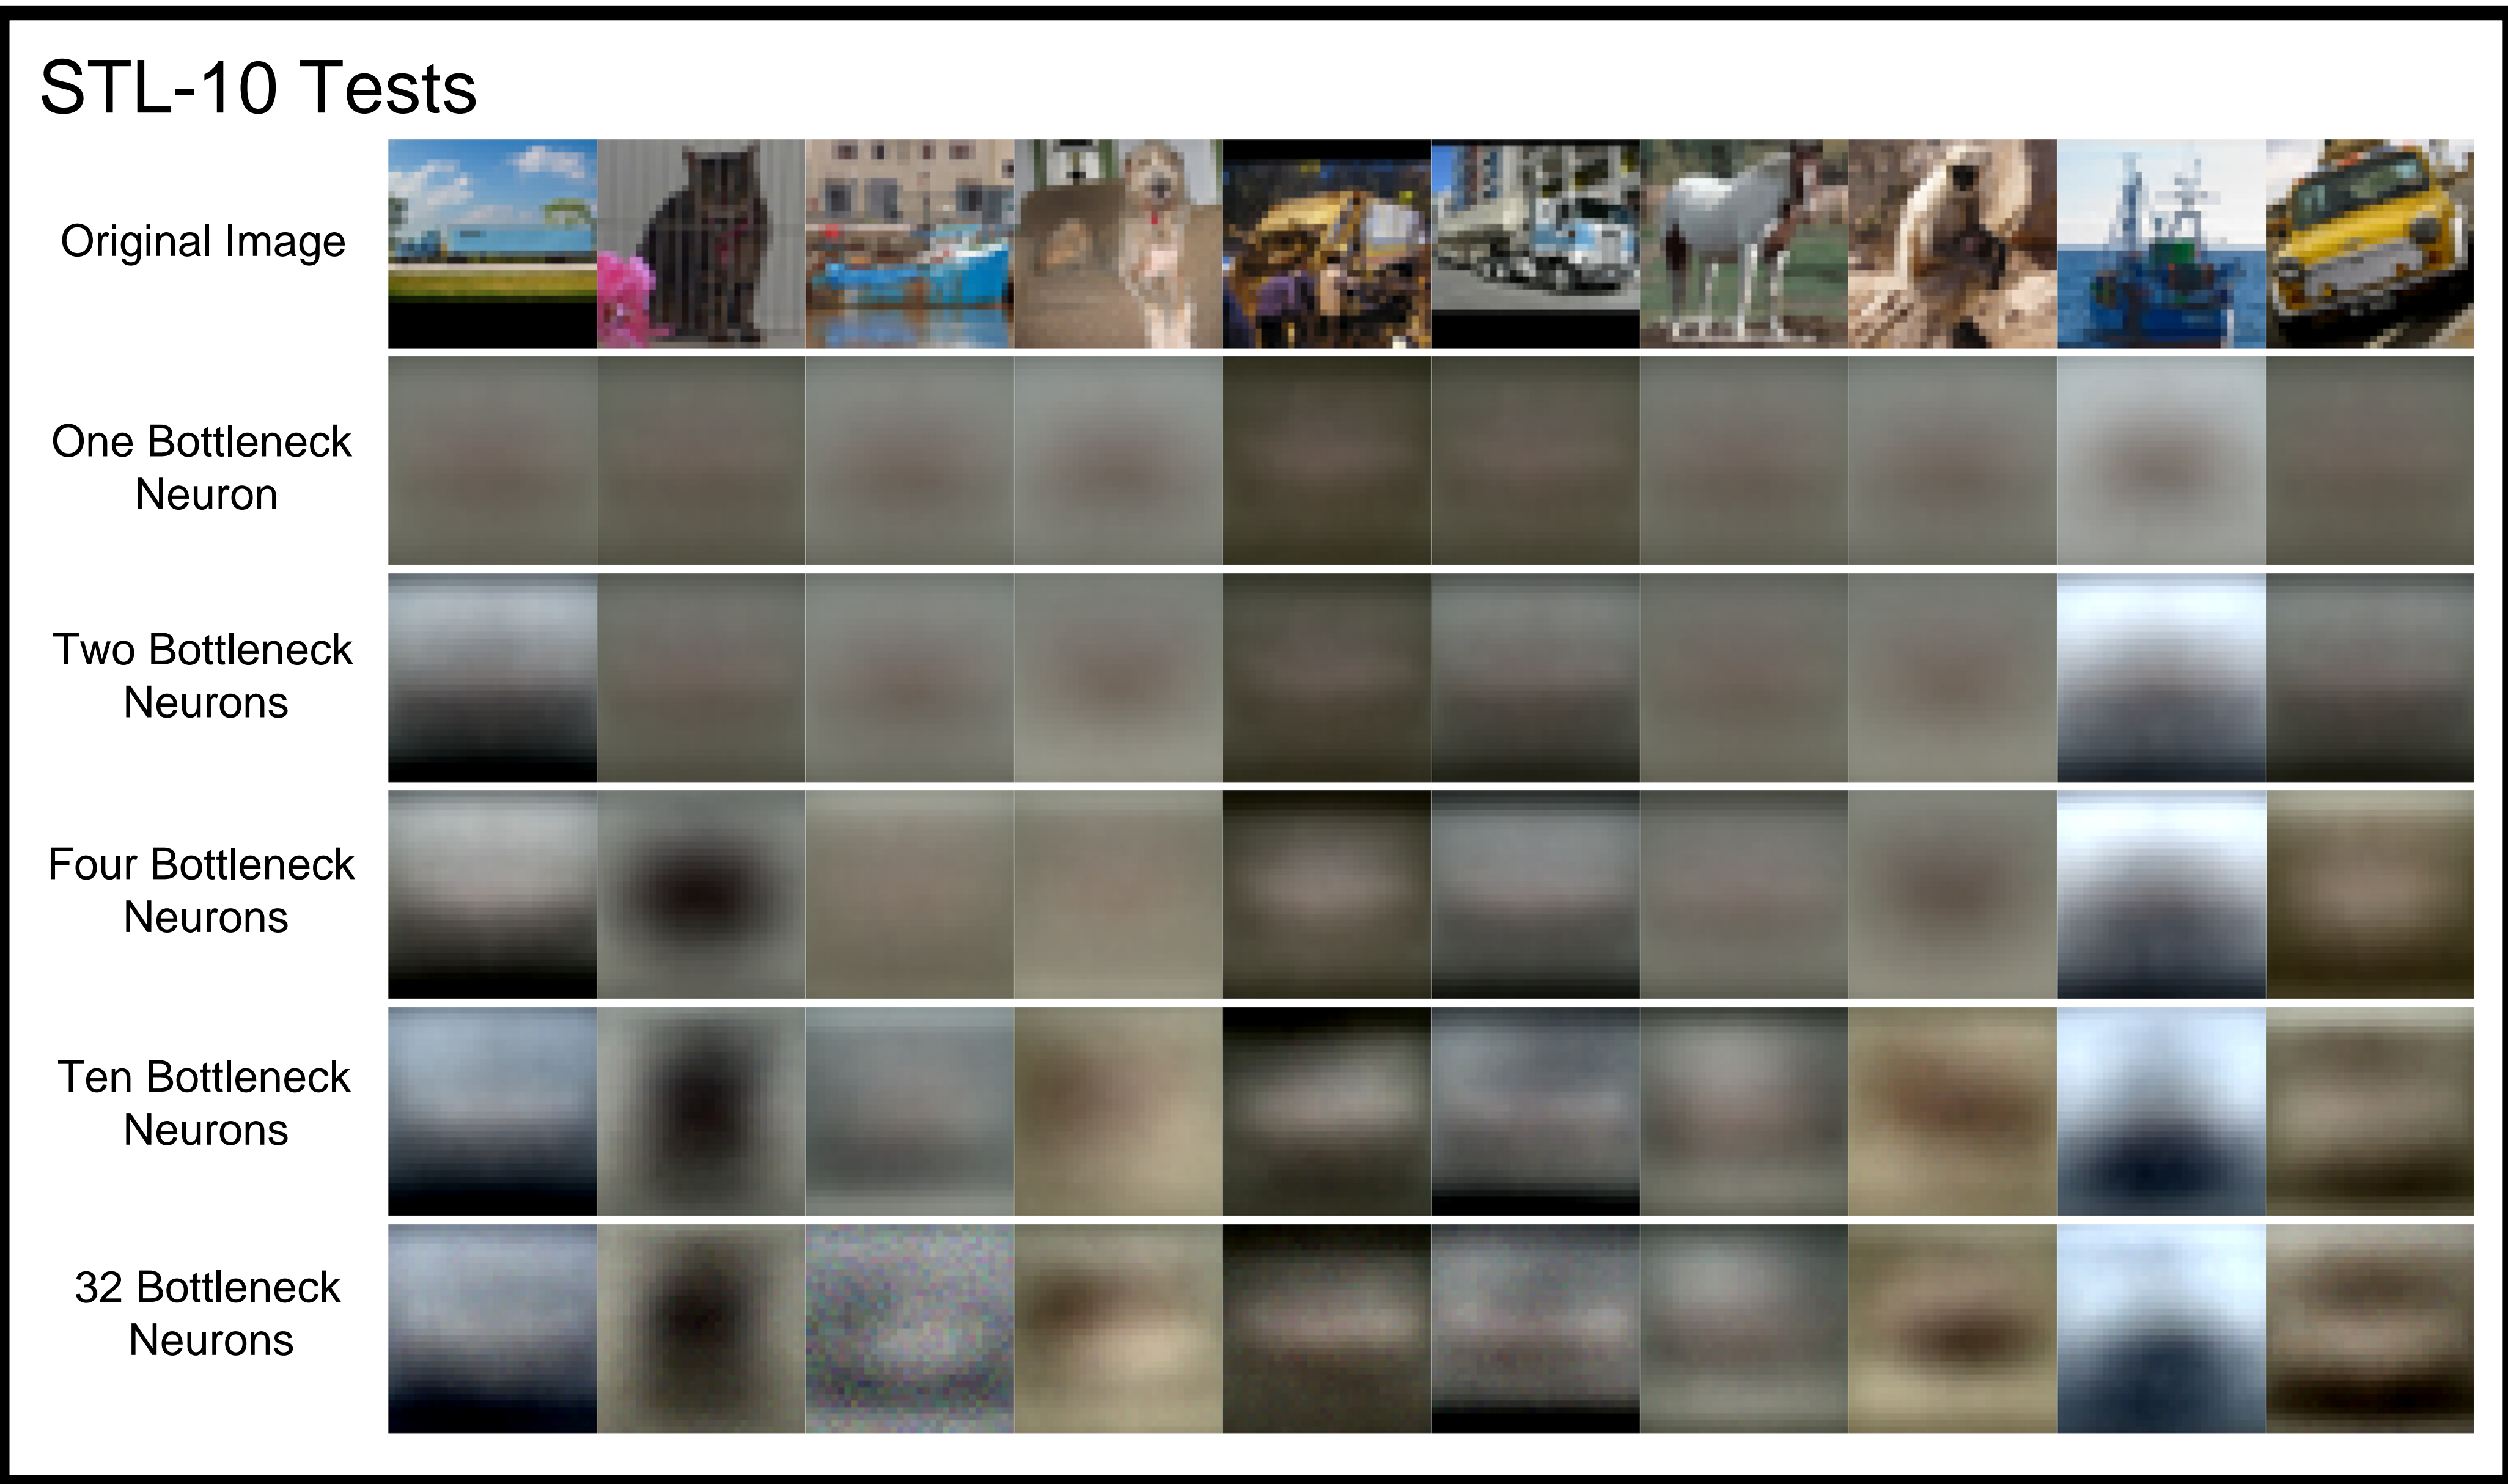 STL-10 Tests
Original Image
One Bottleneck
Neuron
Two Bottleneck
Neurons
Four Bottleneck
Neurons
Ten Bottleneck
Neurons
32 Bottleneck
Neurons